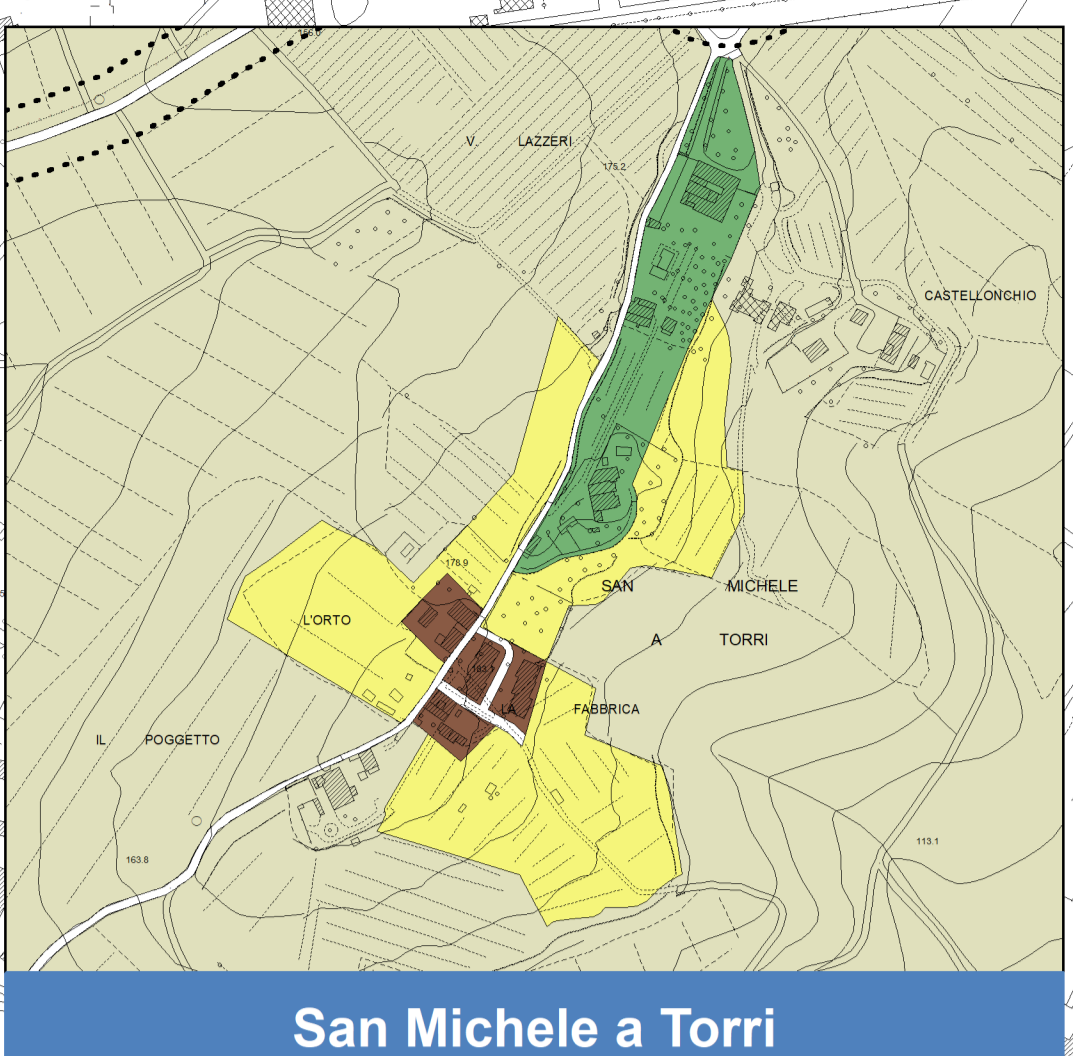 V. LAZZERI
175.2
CASTELLONCHIO
178.9
SAN MICHELE
L'ORTO
A TORRI
LA FABBRICA
IL POGGETTO
113.1
163.8
San Michele a Torri